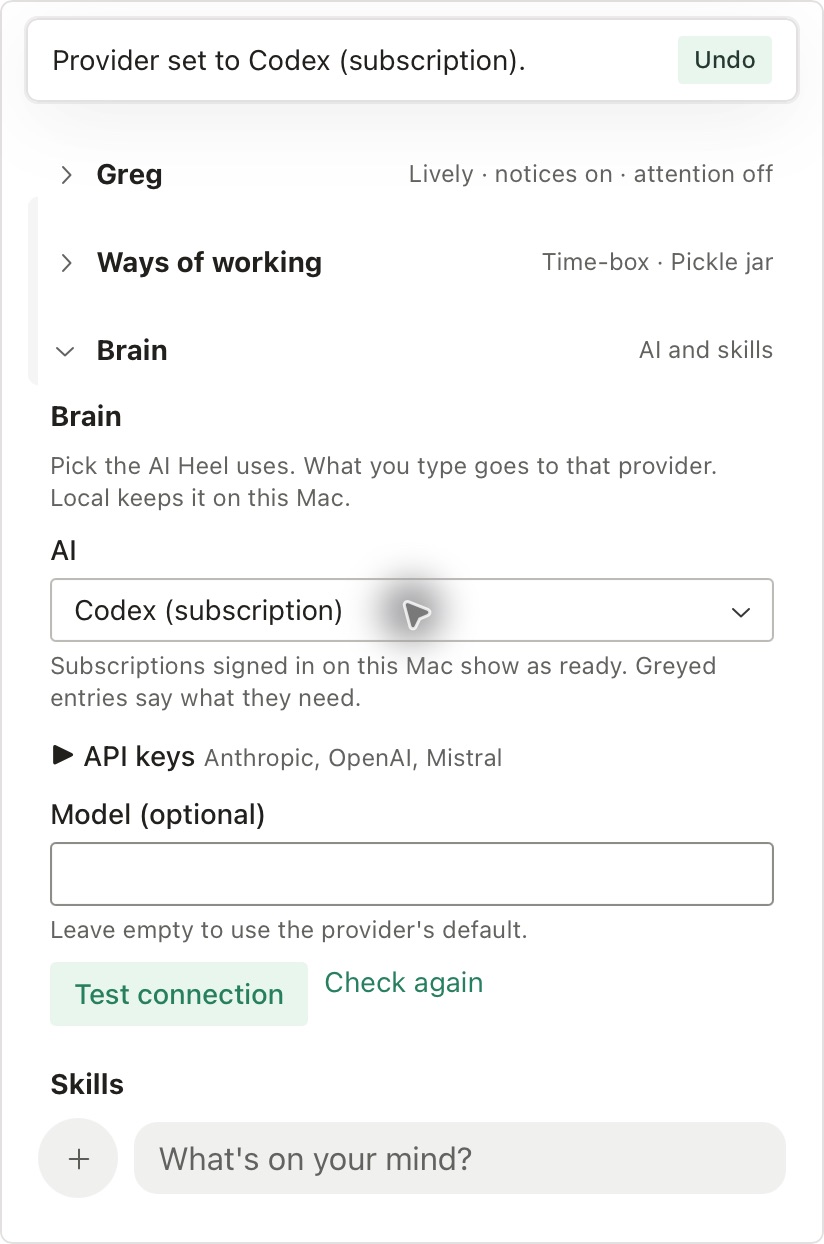 Provider set to Codex (subscription). Undo
Greg Lively · notices on · attention off
Ways of working Time-box · Pickle jar
Brain AI and skills
Brain
Pick the AI Heel uses. What you type goes to that provider.
Local keeps it on this Mac.
AI
Codex (subscription)
Subscriptions signed in on this Mac show as ready. Greyed
entries say what they need.
API keys Anthropic, OpenAI, Mistral
Model (optional)
Leave empty to use the provider's default.
Test connection Check again
Skills
What's on your mind?